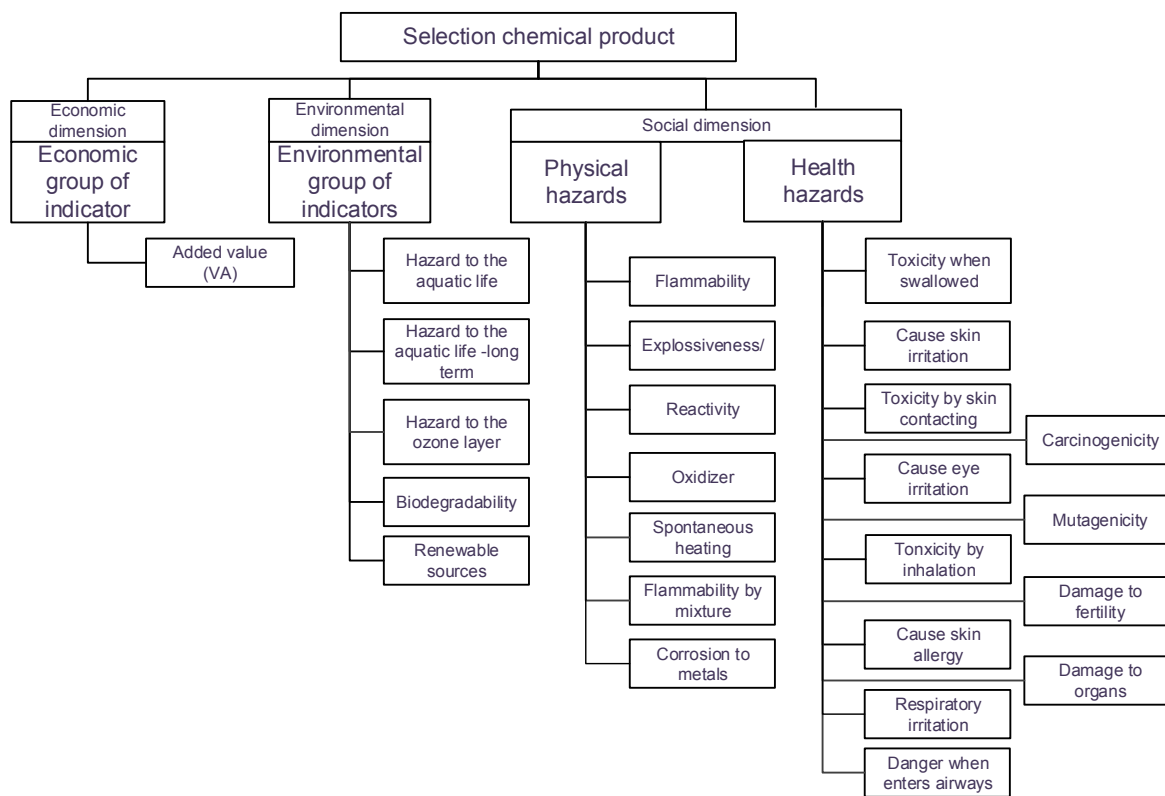 Selection chemical product
Economic
dimension
Economic
group of
indicator
Added value
(VA)
Environmental
dimension
Environmental
group of
indicators
Hazard to the
aquatic life
Hazard to the
aquatic life -long
term
Hazard to the
ozone layer
Biodegradability
Renewable
sources
Social dimension
Physical
hazards
Flammability
Explossiveness/
Reactivity
Oxidizer
Spontaneous
heating
Flammability by
mixture
Corrosion to
metals
Health
hazards
Toxicity when
swallowed
Cause skin
irritation
Toxicity by skin
contacting
Carcinogenicity
Cause eye
irritation
Mutagenicity
Tonxicity by
inhalation
Damage to
fertility
Cause skin
allergy
Damage to
organs
Respiratory
irritation
Danger when
enters airways